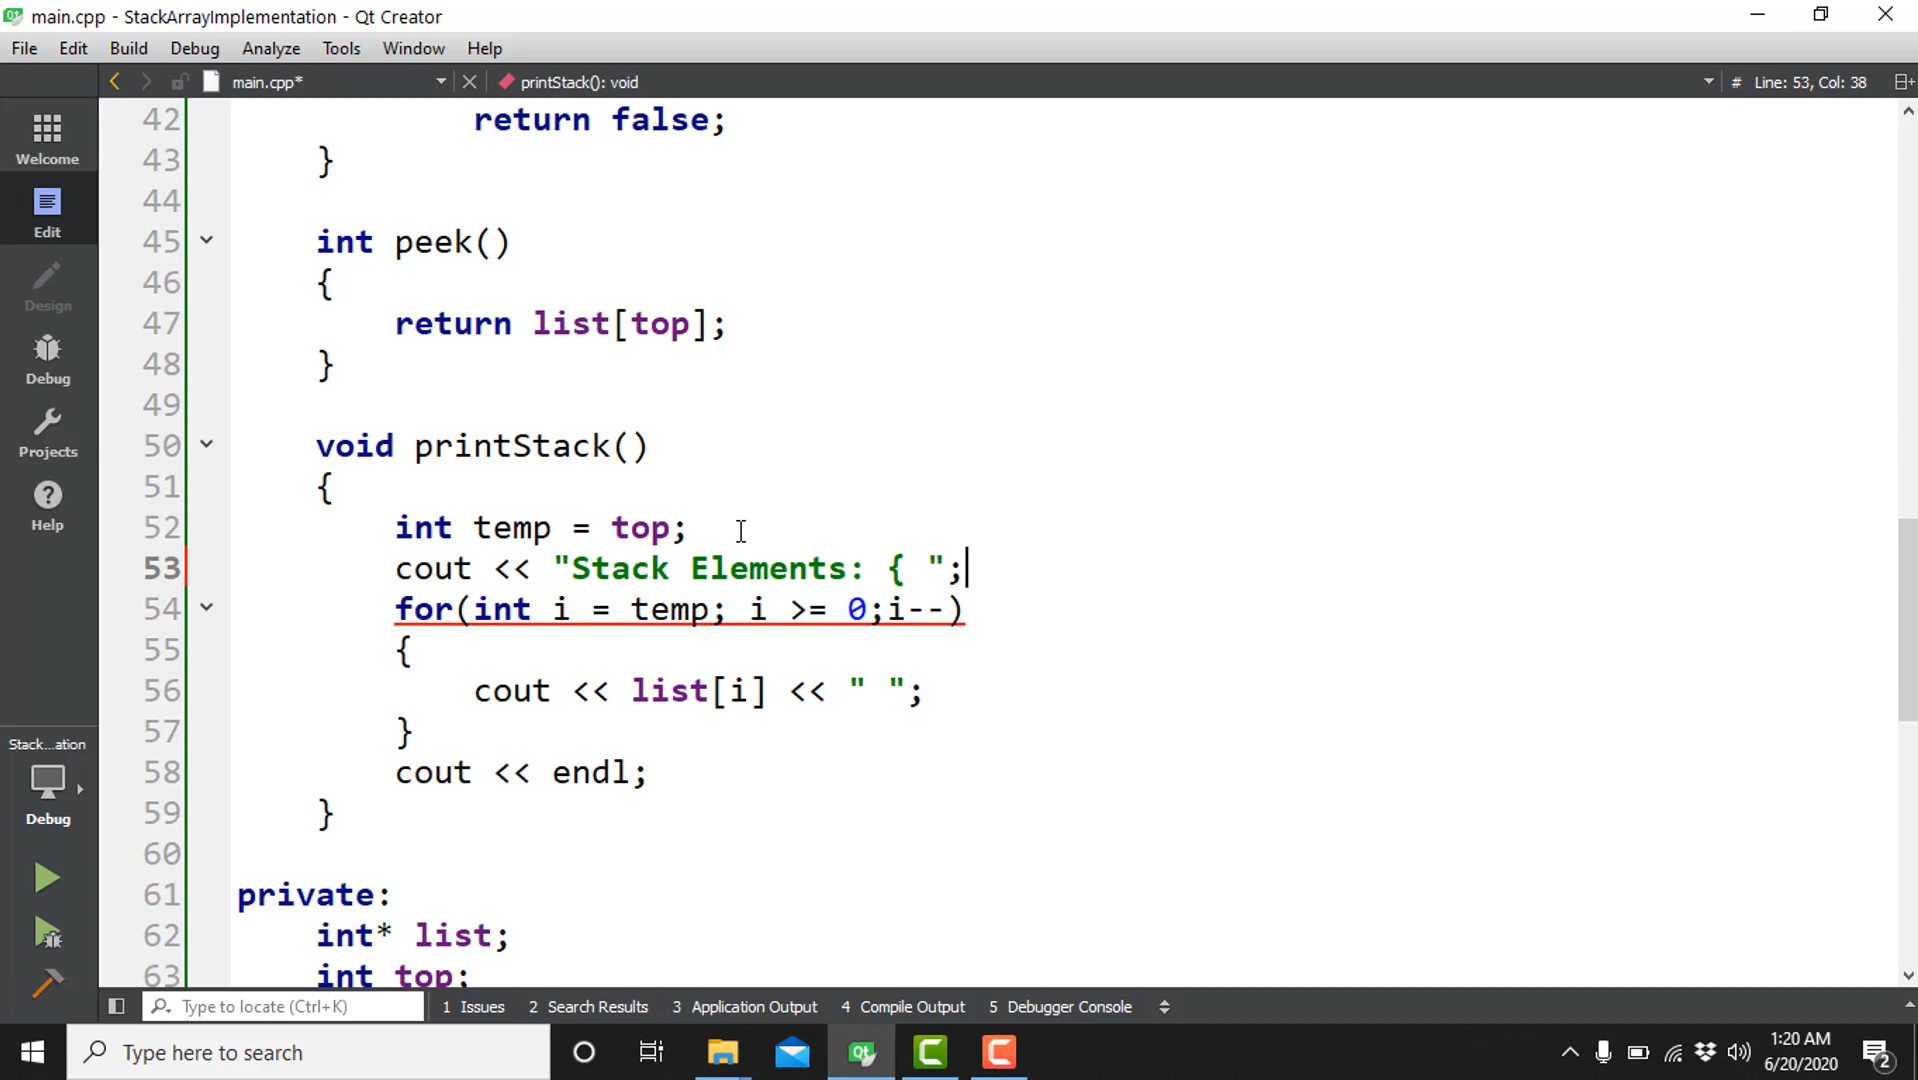 main.cpp - StackArrayImplementation - Qt Creator
File Edit Build Debug Analyze Tools Window Help
main.cpp* printStack(): void # Line: 53, Col: 38
42 return false;
43 }
44
45 int peek()
46 {
47 return list[top];
48 }
49
50 void printStack()
51 {
52 int temp = top;
53 cout << "Stack Elements: { ";
54 for(int i = temp; i >= 0;i--)
55 {
56 cout << list[i] << " ";
57 }
58 cout << endl;
59 }
60
61 private:
62 int* list;
63 int top;
Welcome
Edit
Design
Debug
Projects
Help
Stack...ation
Debug
Type to locate (Ctrl+K) 1 Issues 2 Search Results 3 Application Output 4 Compile Output 5 Debugger Console
Type here to search
1:20 AM
6/20/2020
2